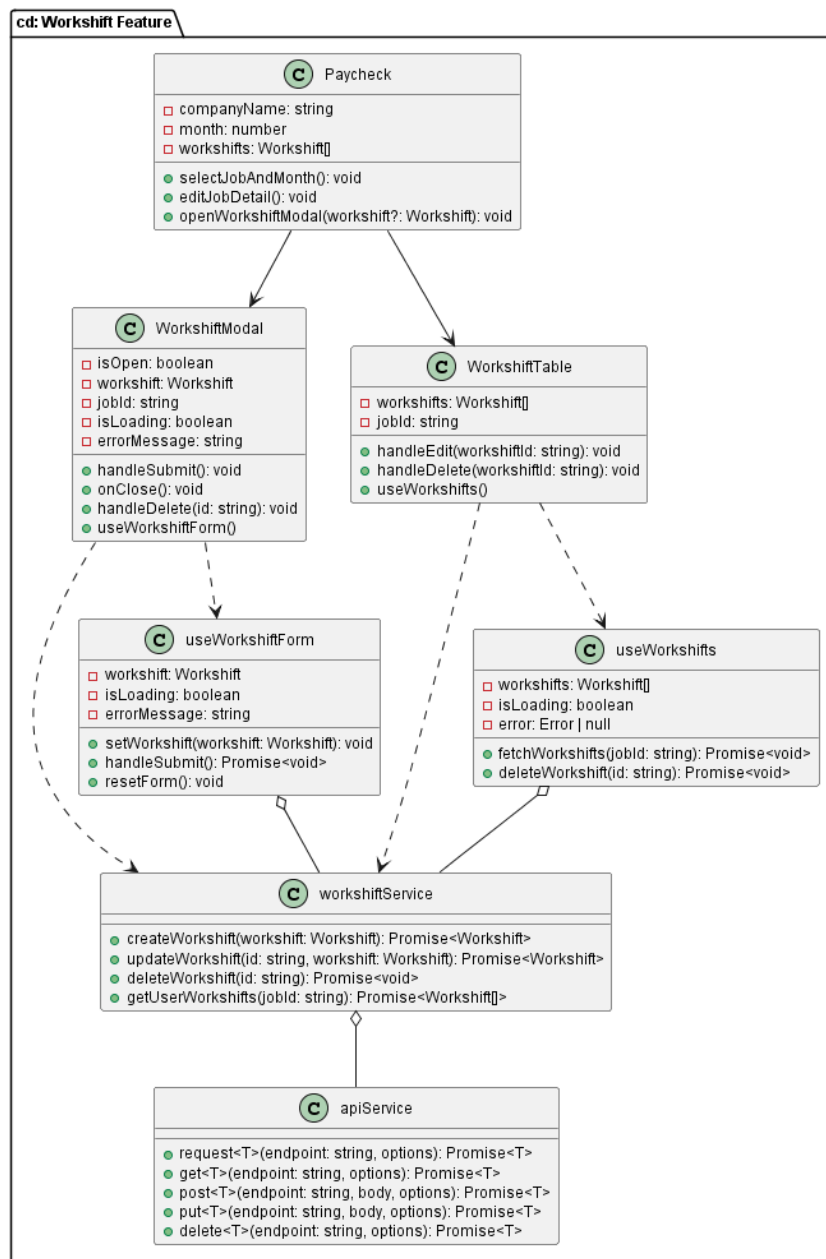 cd: Workshift Feature
C Paycheck
companyName: string
month: number
workshifts: Workshift[]
selectJobAndMonth(): void
editJobDetail(): void
openWorkshiftModal(workshift?: Workshift): void
C WorkshiftModal
isOpen: boolean
workshift: Workshift
jobId: string
isLoading: boolean
errorMessage: string
handleSubmit(): void
onClose(): void
handleDelete(id: string): void
useWorkshiftForm()
C WorkshiftTable
workshifts: Workshift[]
jobId: string
handleEdit(workshiftId: string): void
handleDelete(workshiftId: string): void
useWorkshifts()
C useWorkshiftForm
workshift: Workshift
isLoading: boolean
errorMessage: string
setWorkshift(workshift: Workshift): void
handleSubmit(): Promise<void>
resetForm(): void
C useWorkshifts
workshifts: Workshift[]
isLoading: boolean
error: Error | null
fetchWorkshifts(jobId: string): Promise<void>
deleteWorkshift(id: string): Promise<void>
C workshiftService
createWorkshift(workshift: Workshift): Promise<Workshift>
updateWorkshift(id: string, workshift: Workshift): Promise<Workshift>
deleteWorkshift(id: string): Promise<void>
getUserWorkshifts(jobId: string): Promise<Workshift[]>
C apiService
request<T>(endpoint: string, options): Promise<T>
get<T>(endpoint: string, options): Promise<T>
post<T>(endpoint: string, body, options): Promise<T>
put<T>(endpoint: string, body, options): Promise<T>
delete<T>(endpoint: string, options): Promise<T>